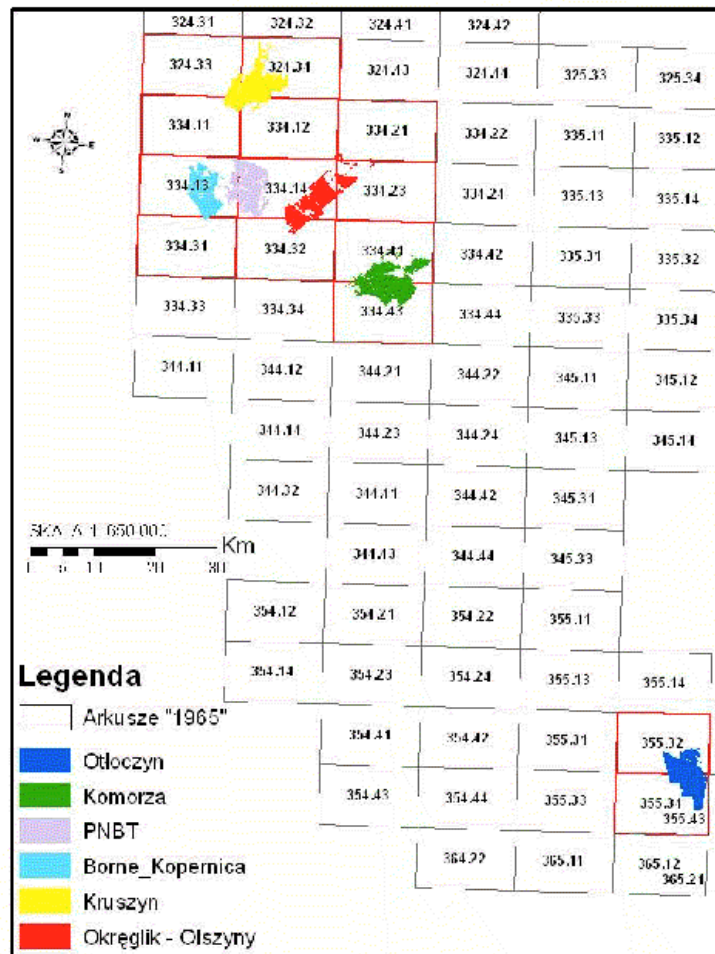 324.31 324.32 324.41 324.42
324.33 324.34 324.43 324.44 325.33 325.34
N
W E
S
334.11 334.12 334.21 334.22 335.11 335.12
334.13 334.14 334.23 334.24 335.13 335.14
334.31 334.32 334.41 334.42 335.31 335.32
334.33 334.34 334.43 334.44 335.33 335.34
344.11 344.12 344.21 344.22 345.11 345.12
344.14 344.23 344.24 345.13 345.14
344.32 344.41 344.42 345.31
SKALA 1:650 000
Km
344.43 344.44 345.33
354.12 354.21 354.22 355.11
354.14 354.23 354.24 355.13 355.14
Legenda
Arkusze "1965"
354.41 354.42 355.31 355.32
Otłoczyn
354.43 354.44 355.33 355.34
355.43
Komorza
PNBT
Borne_Kopernica
364.22 365.11 365.12
365.21
Kruszyn
Okręglik - Olszyny